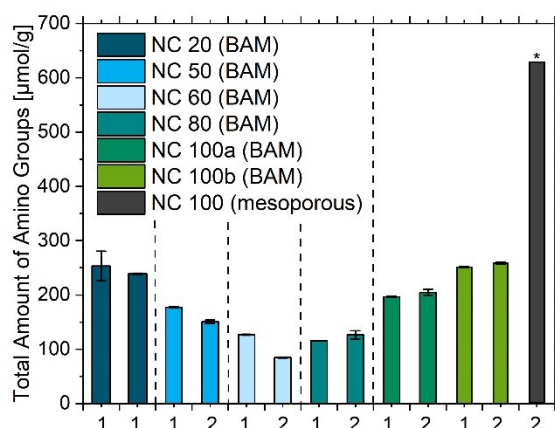 Total Amount of Amino Groups [µmol/g]
700
600
500
400
300
200
100
0
NC 20 (BAM)
NC 50 (BAM)
NC 60 (BAM)
NC 80 (BAM)
NC 100a (BAM)
NC 100b (BAM)
NC 100 (mesoporous)
*
1 1 1 2 1 2 1 2 1 2 1 2 2